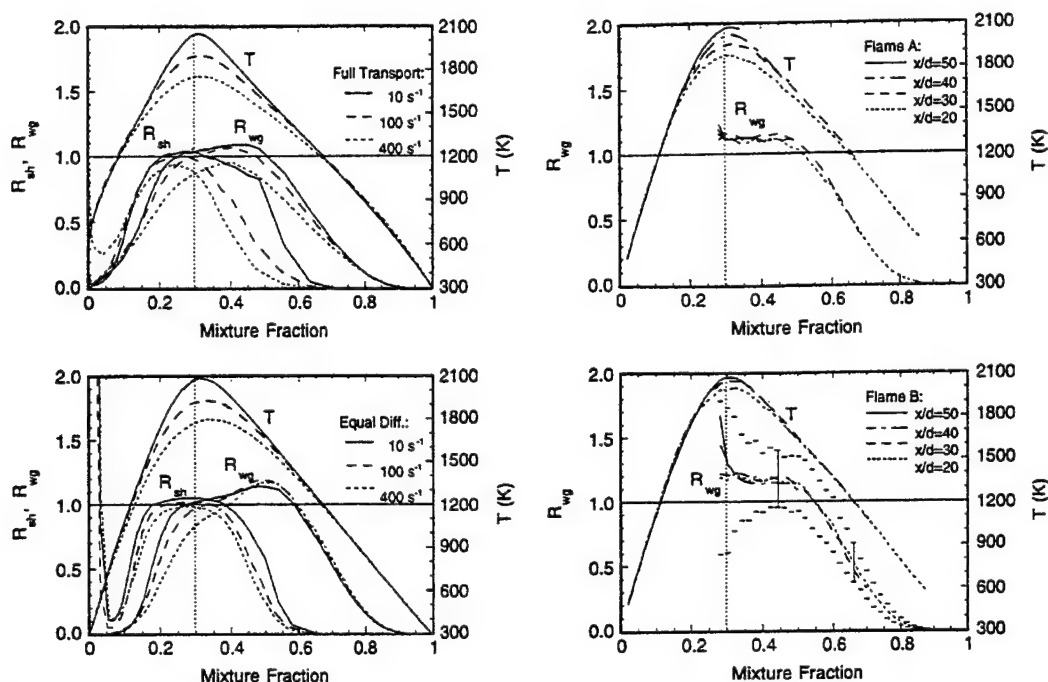 2.0
1.5
1.0
0.5
0.0
R_sh, R_wg
0 0.2 0.4 0.6 0.8 1
Mixture Fraction
2100
1800
1500
1200
900
600
300
T (K)
T
R_sh
R_wg
Full Transport:
10 s⁻¹
100 s⁻¹
400 s⁻¹
2.0
1.5
1.0
0.5
0.0
R_wg
0 0.2 0.4 0.6 0.8 1
Mixture Fraction
2100
1800
1500
1200
900
600
300
T (K)
T
R_wg
Flame A:
x/d=50
x/d=40
x/d=30
x/d=20
2.0
1.5
1.0
0.5
0.0
R_sh, R_wg
0 0.2 0.4 0.6 0.8 1
Mixture Fraction
2100
1800
1500
1200
900
600
300
T (K)
T
R_sh
R_wg
Equal Diff.:
10 s⁻¹
100 s⁻¹
400 s⁻¹
2.0
1.5
1.0
0.5
0.0
R_wg
0 0.2 0.4 0.6 0.8 1
Mixture Fraction
2100
1800
1500
1200
900
600
300
T (K)
T
R_wg
Flame B:
x/d=50
x/d=40
x/d=30
x/d=20